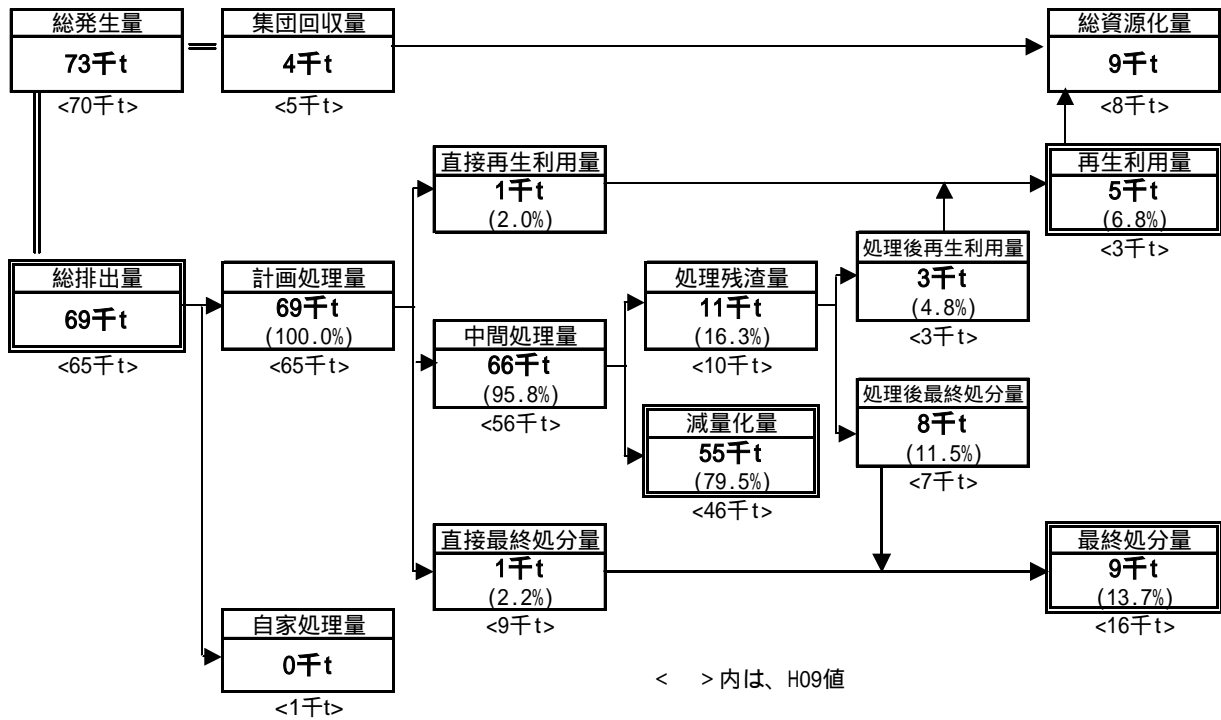 総発生量
73千t
<70千t>
集団回収量
4千t
<5千t>
総資源化量
9千t
<8千t>
直接再生利用量
1千t
(2.0%)
再生利用量
5千t
(6.8%)
<3千t>
総排出量
69千t
<65千t>
計画処理量
69千t
(100.0%)
<65千t>
中間処理量
66千t
(95.8%)
<56千t>
処理残渣量
11千t
(16.3%)
<10千t>
処理後再生利用量
3千t
(4.8%)
<3千t>
減量化量
55千t
(79.5%)
<46千t>
処理後最終処分量
8千t
(11.5%)
<7千t>
直接最終処分量
1千t
(2.2%)
<9千t>
最終処分量
9千t
(13.7%)
<16千t>
自家処理量
0千t
<1千t>
<　>内は、H09値